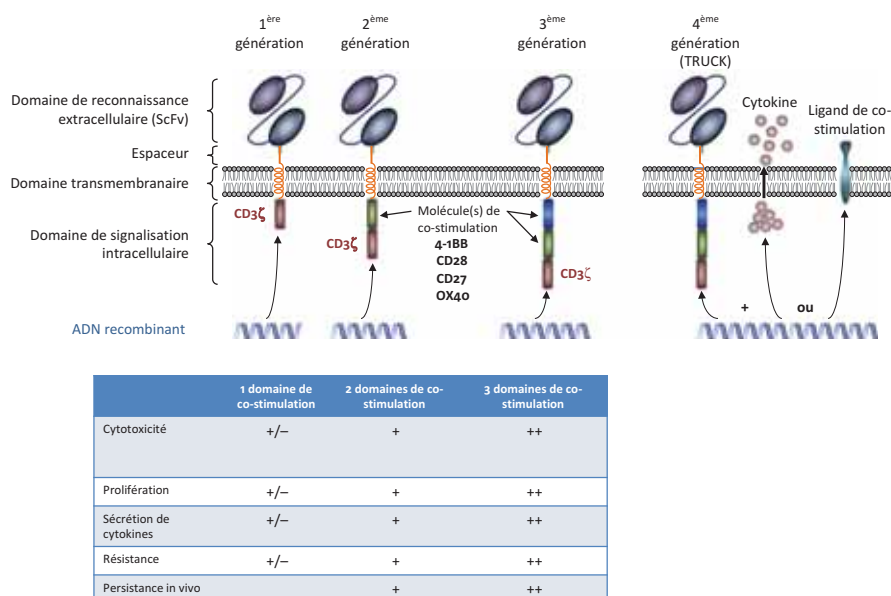 1ère
génération
2ème
génération
3ème
génération
4ème
génération
(TRUCK)
Domaine de reconnaissance
extracellulaire (ScFv)
Cytokine
Ligand de co-
stimulation
Espaceur
Domaine transmembranaire
Domaine de signalisation
intracellulaire
CD3ζ
CD3ζ
Molécule(s) de
co-stimulation
4-1BB
CD28
CD27
OX40
CD3ζ
+
ou
ADN recombinant
1 domaine de
co-stimulation
2 domaines de co-
stimulation
3 domaines de co-
stimulation
Cytotoxicité +/– + ++
Prolifération +/– + ++
Sécrétion de
cytokines +/– + ++
Résistance +/– + ++
Persistance in vivo + ++